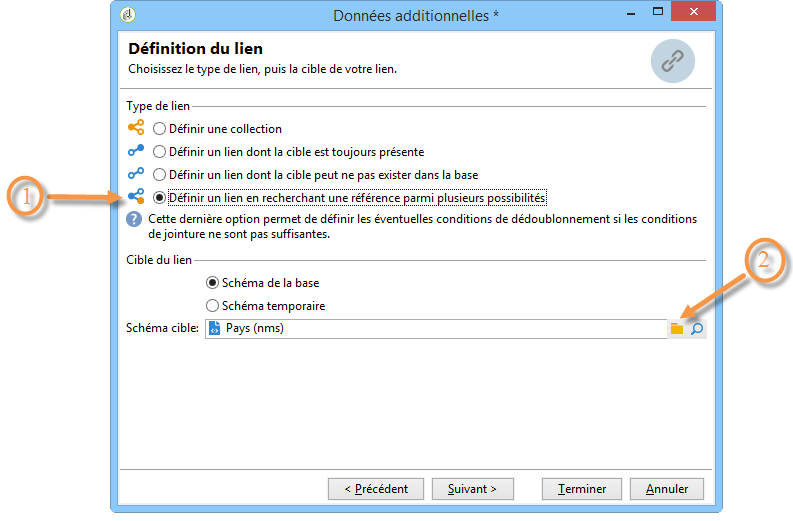 Données additionnelles *
Définition du lien
Choisissez le type de lien, puis la cible de votre lien.
Type de lien
Définir une collection
Définir un lien dont la cible est toujours présente
Définir un lien dont la cible peut ne pas exister dans la base
1
Définir un lien en recherchant une référence parmi plusieurs possibilités
? Cette dernière option permet de définir les éventuelles conditions de dédoublonnement si les conditions
de jointure ne sont pas suffisantes.
Cible du lien
2
Schéma de la base
Schéma temporaire
Schéma cible: Pays (nms)
< Précédent Suivant > Terminer Annuler